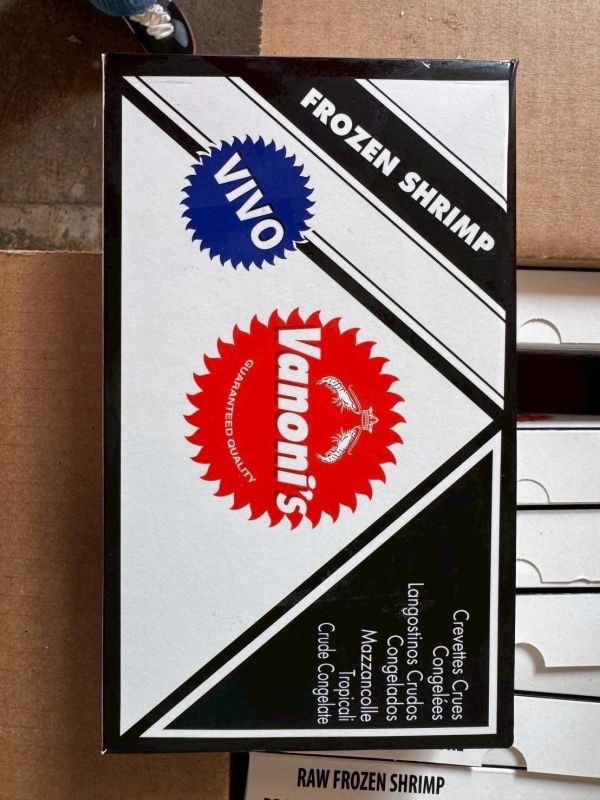 FROZEN SHRIMP
VIVO
Vanoni's
GUARANTEED QUALITY
Crevettes Crues
Congelées
Langostinos Crudos
Congelados
Mazzancolle
Tropicali
Crude Congelate
RAW FROZEN SHRIMP